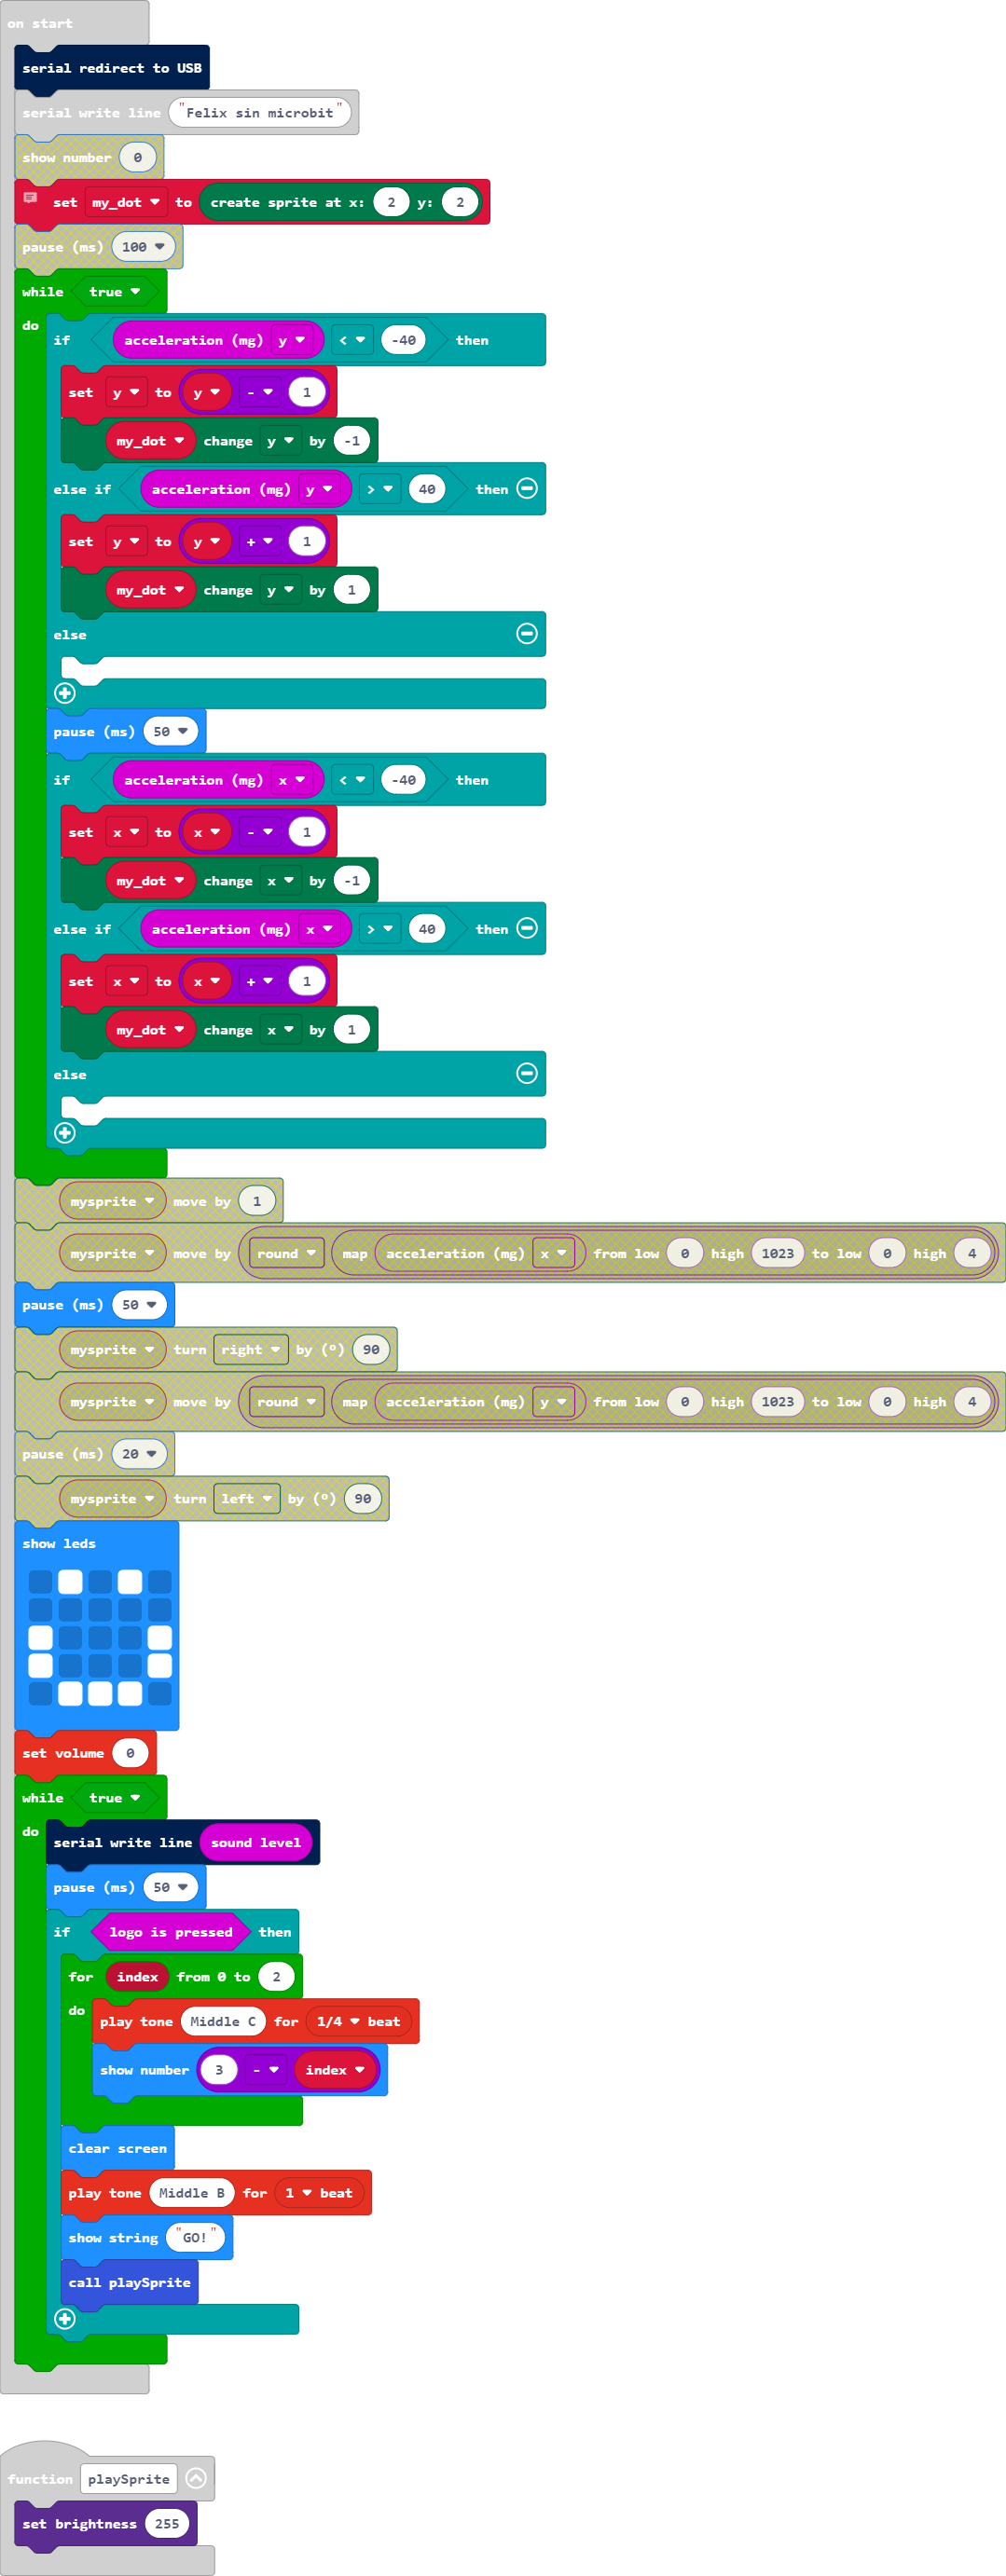 on start
serial redirect to USB
serial write line "Felix sin microbit"
show number 0
set my_dot to create sprite at x: 2 y: 2
pause (ms) 100
while true
do
if acceleration (mg) y < -40 then
set y to y - 1
my_dot change y by -1
else if acceleration (mg) y > 40 then
set y to y + 1
my_dot change y by 1
else
pause (ms) 50
if acceleration (mg) x < -40 then
set x to x - 1
my_dot change x by -1
else if acceleration (mg) x > 40 then
set x to x + 1
my_dot change x by 1
else
mysprite move by 1
mysprite move by round map acceleration (mg) x from low 0 high 1023 to low 0 high 4
pause (ms) 50
mysprite turn right by (º) 90
mysprite move by round map acceleration (mg) y from low 0 high 1023 to low 0 high 4
pause (ms) 20
mysprite turn left by (º) 90
show leds
set volume 0
while true
do
serial write line sound level
pause (ms) 50
if logo is pressed then
for index from 0 to 2
do
play tone Middle C for 1/4 beat
show number 3 - index
clear screen
play tone Middle B for 1 beat
show string "GO!"
call playSprite
function playSprite
set brightness 255